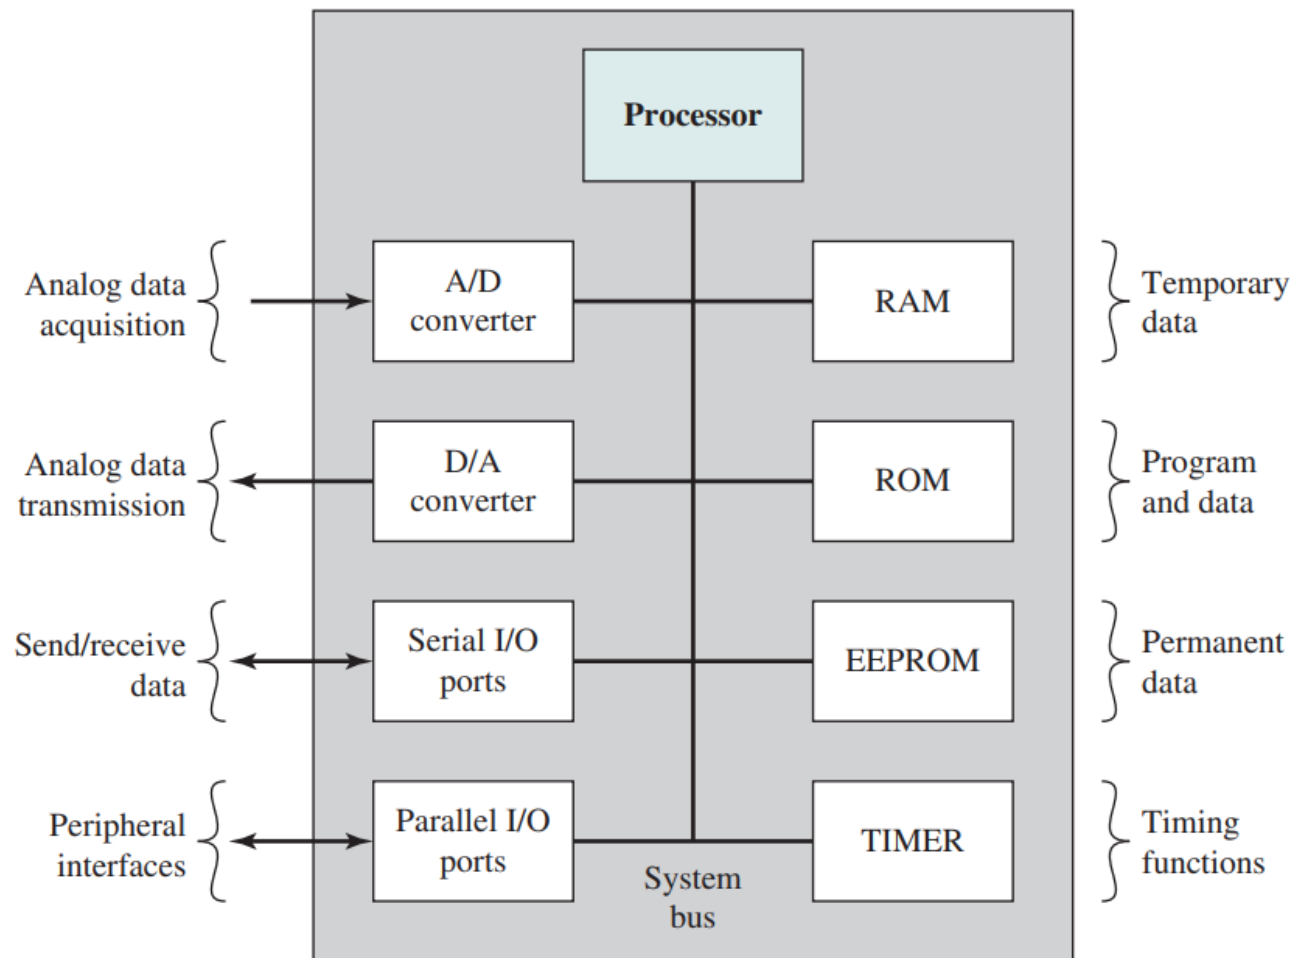 Processor
Analog data
acquisition
A/D
converter
RAM
Temporary
data
Analog data
transmission
D/A
converter
ROM
Program
and data
Send/receive
data
Serial I/O
ports
EEPROM
Permanent
data
Peripheral
interfaces
Parallel I/O
ports
System
bus
TIMER
Timing
functions